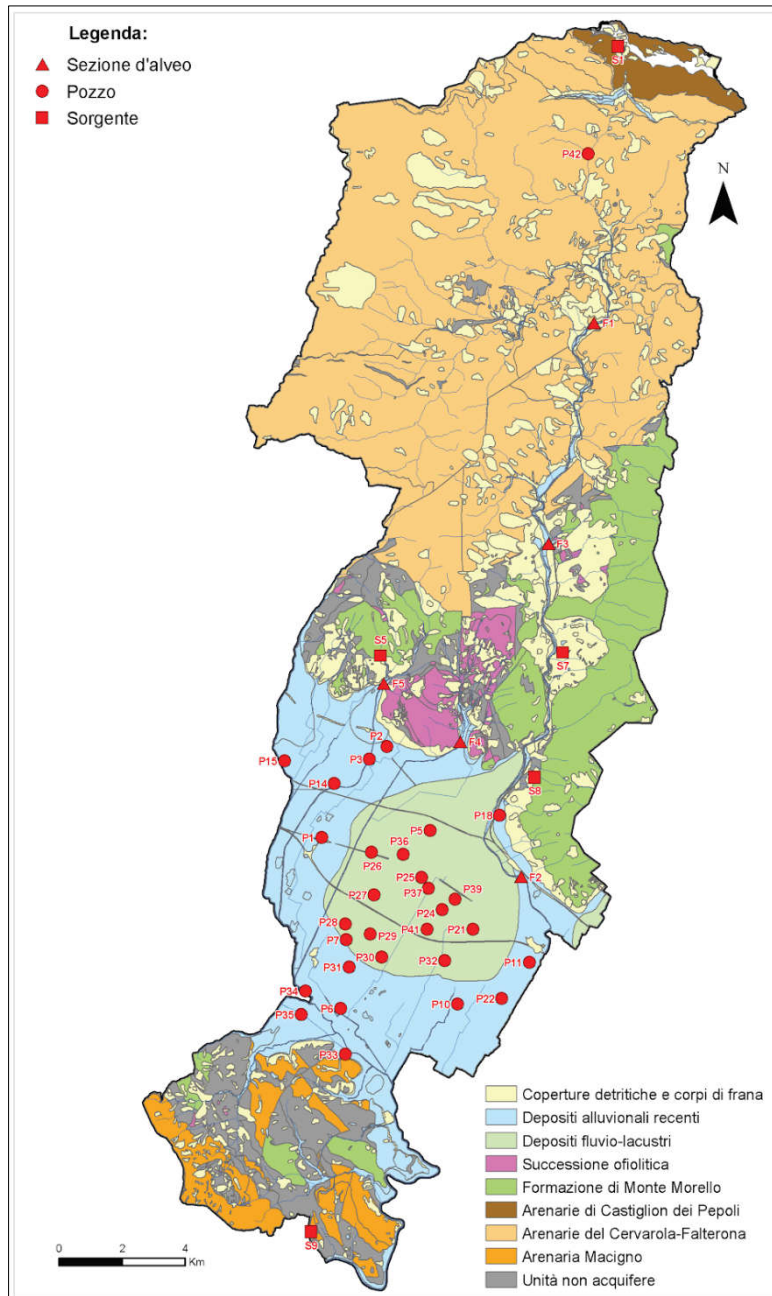 Legenda:
Sezione d'alveo
Pozzo
Sorgente
S1
P42
N
F1
F3
S5
S7
F5
P2
F4
P15
P3
P14
S8
P18
P5
P1
P36
P26
P25
F2
P37
P39
P27
P24
P28
P41
P21
P29
P7
P30
P32
P11
P31
P34
P22
P6
P10
P35
P33
S9
Coperture detritiche e corpi di frana
Depositi alluvionali recenti
Depositi fluvio-lacustri
Successione ofiolitica
Formazione di Monte Morello
Arenarie di Castiglion dei Pepoli
Arenarie del Cervarola-Falterona
Arenaria Macigno
Unità non acquifere
0 2 4
Km